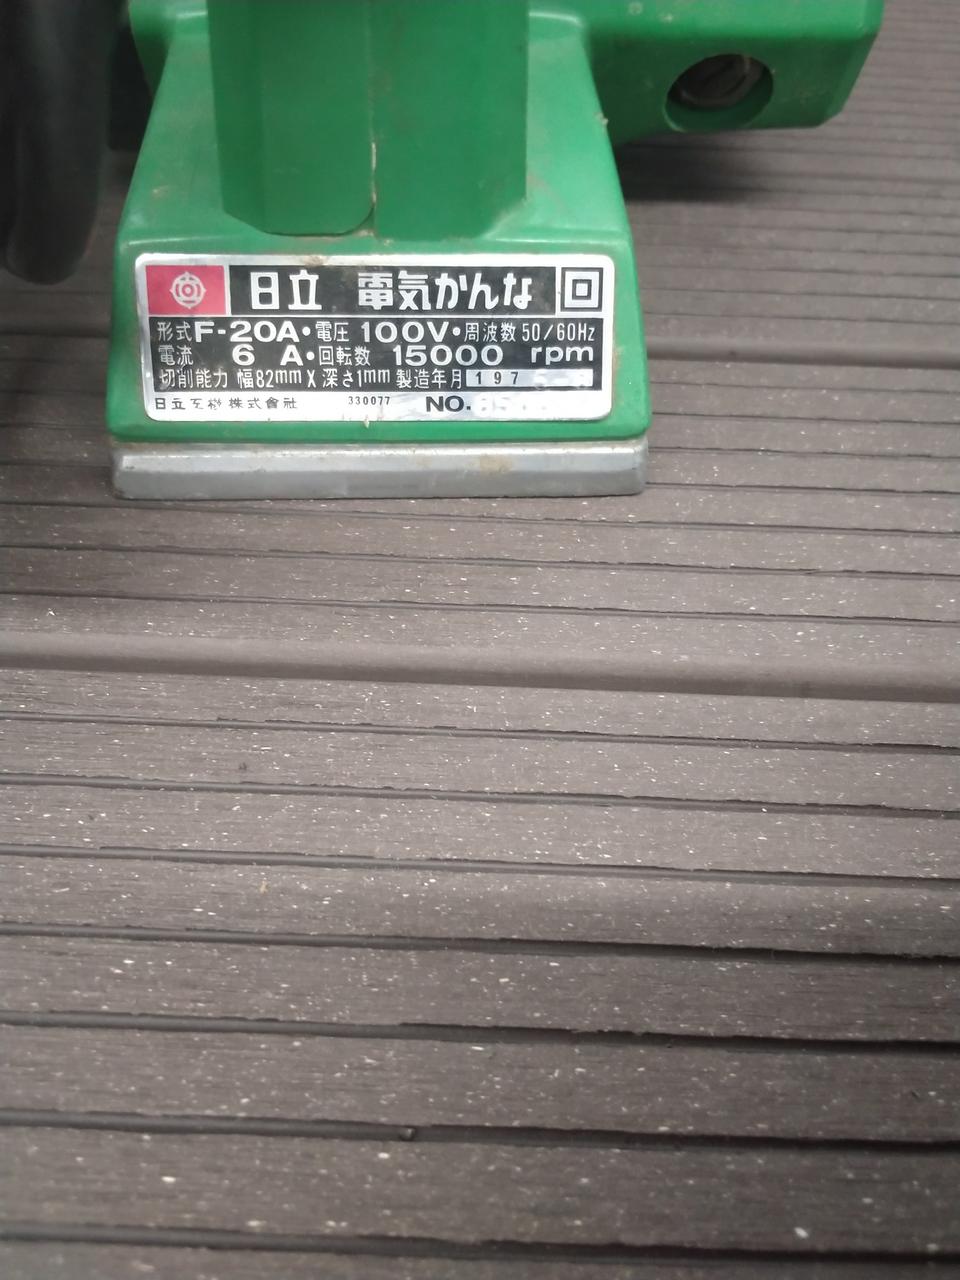 日立 電気かんな
形式F-20A・電圧 100V・周波数 50/60Hz
電流 6 A・回転数 15000 rpm
切削能力 幅82mm X 深さ1mm 製造年月 197
日立工機株式會社 330077 NO.